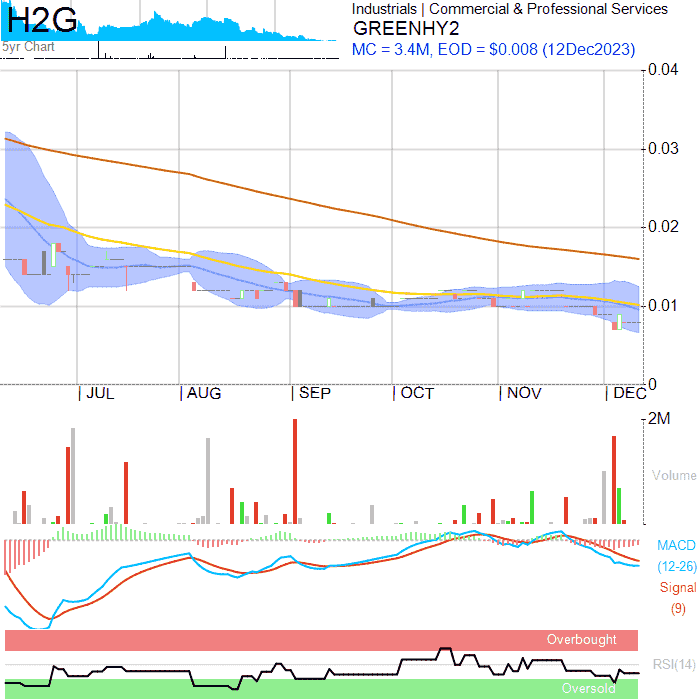 H2G
5yr Chart
Industrials | Commercial & Professional Services
GREENHY2
MC = 3.4M, EOD = $0.008 (12Dec2023)
0.04
0.03
0.02
0.01
0
| JUL | AUG | SEP | OCT | NOV | DEC
2M
Volume
MACD
(12-26)
Signal
(9)
Overbought
RSI(14)
Oversold